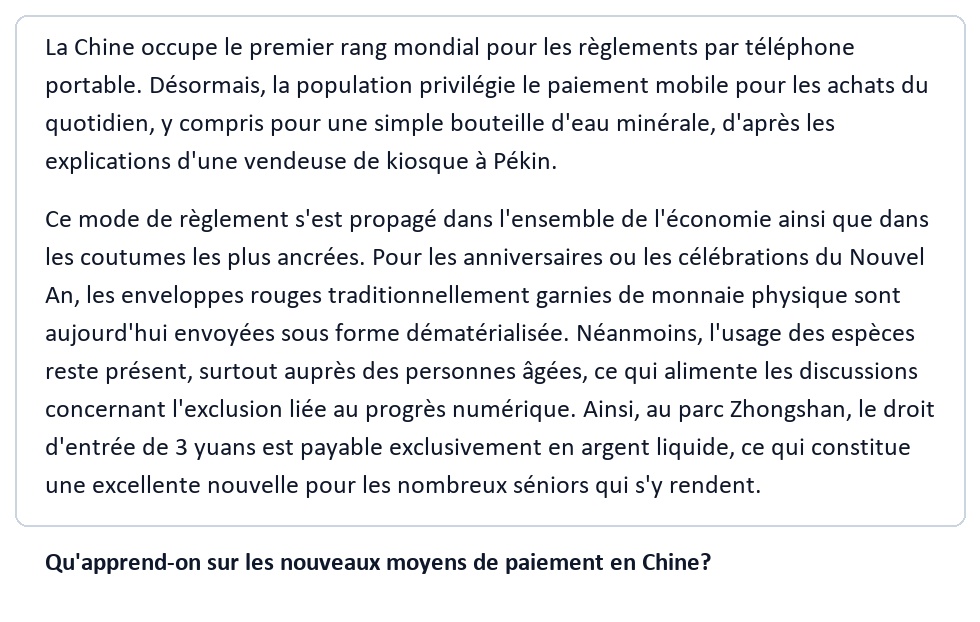 La Chine occupe le premier rang mondial pour les règlements par téléphone
portable. Désormais, la population privilégie le paiement mobile pour les achats du
quotidien, y compris pour une simple bouteille d'eau minérale, d'après les
explications d'une vendeuse de kiosque à Pékin.
Ce mode de règlement s'est propagé dans l'ensemble de l'économie ainsi que dans
les coutumes les plus ancrées. Pour les anniversaires ou les célébrations du Nouvel
An, les enveloppes rouges traditionnellement garnies de monnaie physique sont
aujourd'hui envoyées sous forme dématérialisée. Néanmoins, l'usage des espèces
reste présent, surtout auprès des personnes âgées, ce qui alimente les discussions
concernant l'exclusion liée au progrès numérique. Ainsi, au parc Zhongshan, le droit
d'entrée de 3 yuans est payable exclusivement en argent liquide, ce qui constitue
une excellente nouvelle pour les nombreux séniors qui s'y rendent.
Qu'apprend-on sur les nouveaux moyens de paiement en Chine?